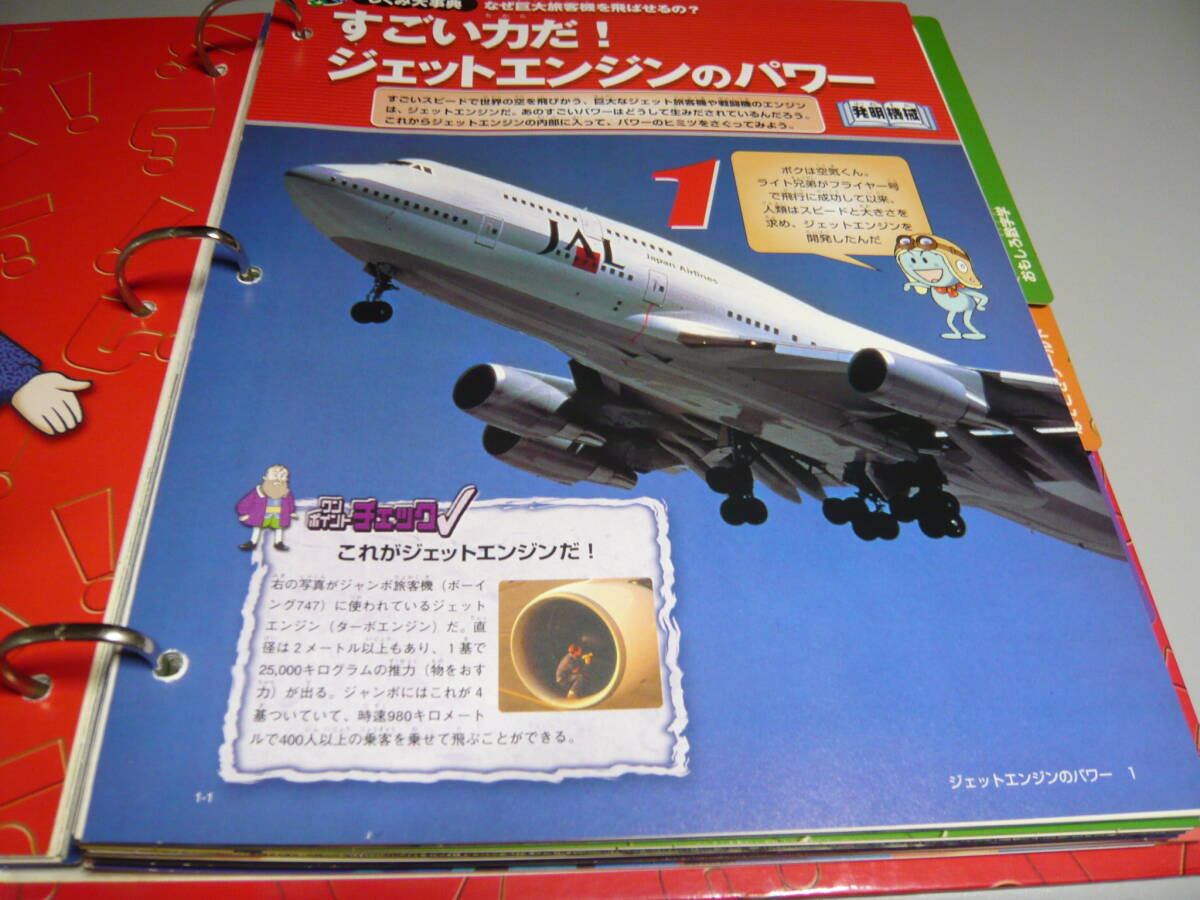 しくみ大事典 なぜ巨大旅客機を飛ばせるの？
すごい力だ！
ジェットエンジンのパワー
すごいスピードで世界の空を飛びかう、巨大なジェット旅客機や戦闘機のエンジン
は、ジェットエンジンだ。あのすごいパワーはどうして生みだされているんだろう。
これからジェットエンジンの内部に入って、パワーのヒミツをさぐってみよう。
発明機械
1
ボクは空気くん。
ライト兄弟がフライヤー号
で飛行に成功して以来、
人類はスピードと大きさを
求め、ジェットエンジンを
開発したんだ
JAL
Japan Airlines
おもしろ数字学
ワン
ポイント
チェック
これがジェットエンジンだ！
右の写真がジャンボ旅客機（ボーイ
ング747）に使われているジェット
エンジン（ターボエンジン）だ。直
径は2メートル以上もあり、1基で
25,000キログラムの推力（物をおす
力）が出る。ジャンボにはこれが4
基ついていて、時速980キロメート
ルで400人以上の乗客を乗せて飛ぶことができる。
1-1
ジェットエンジンのパワー 1